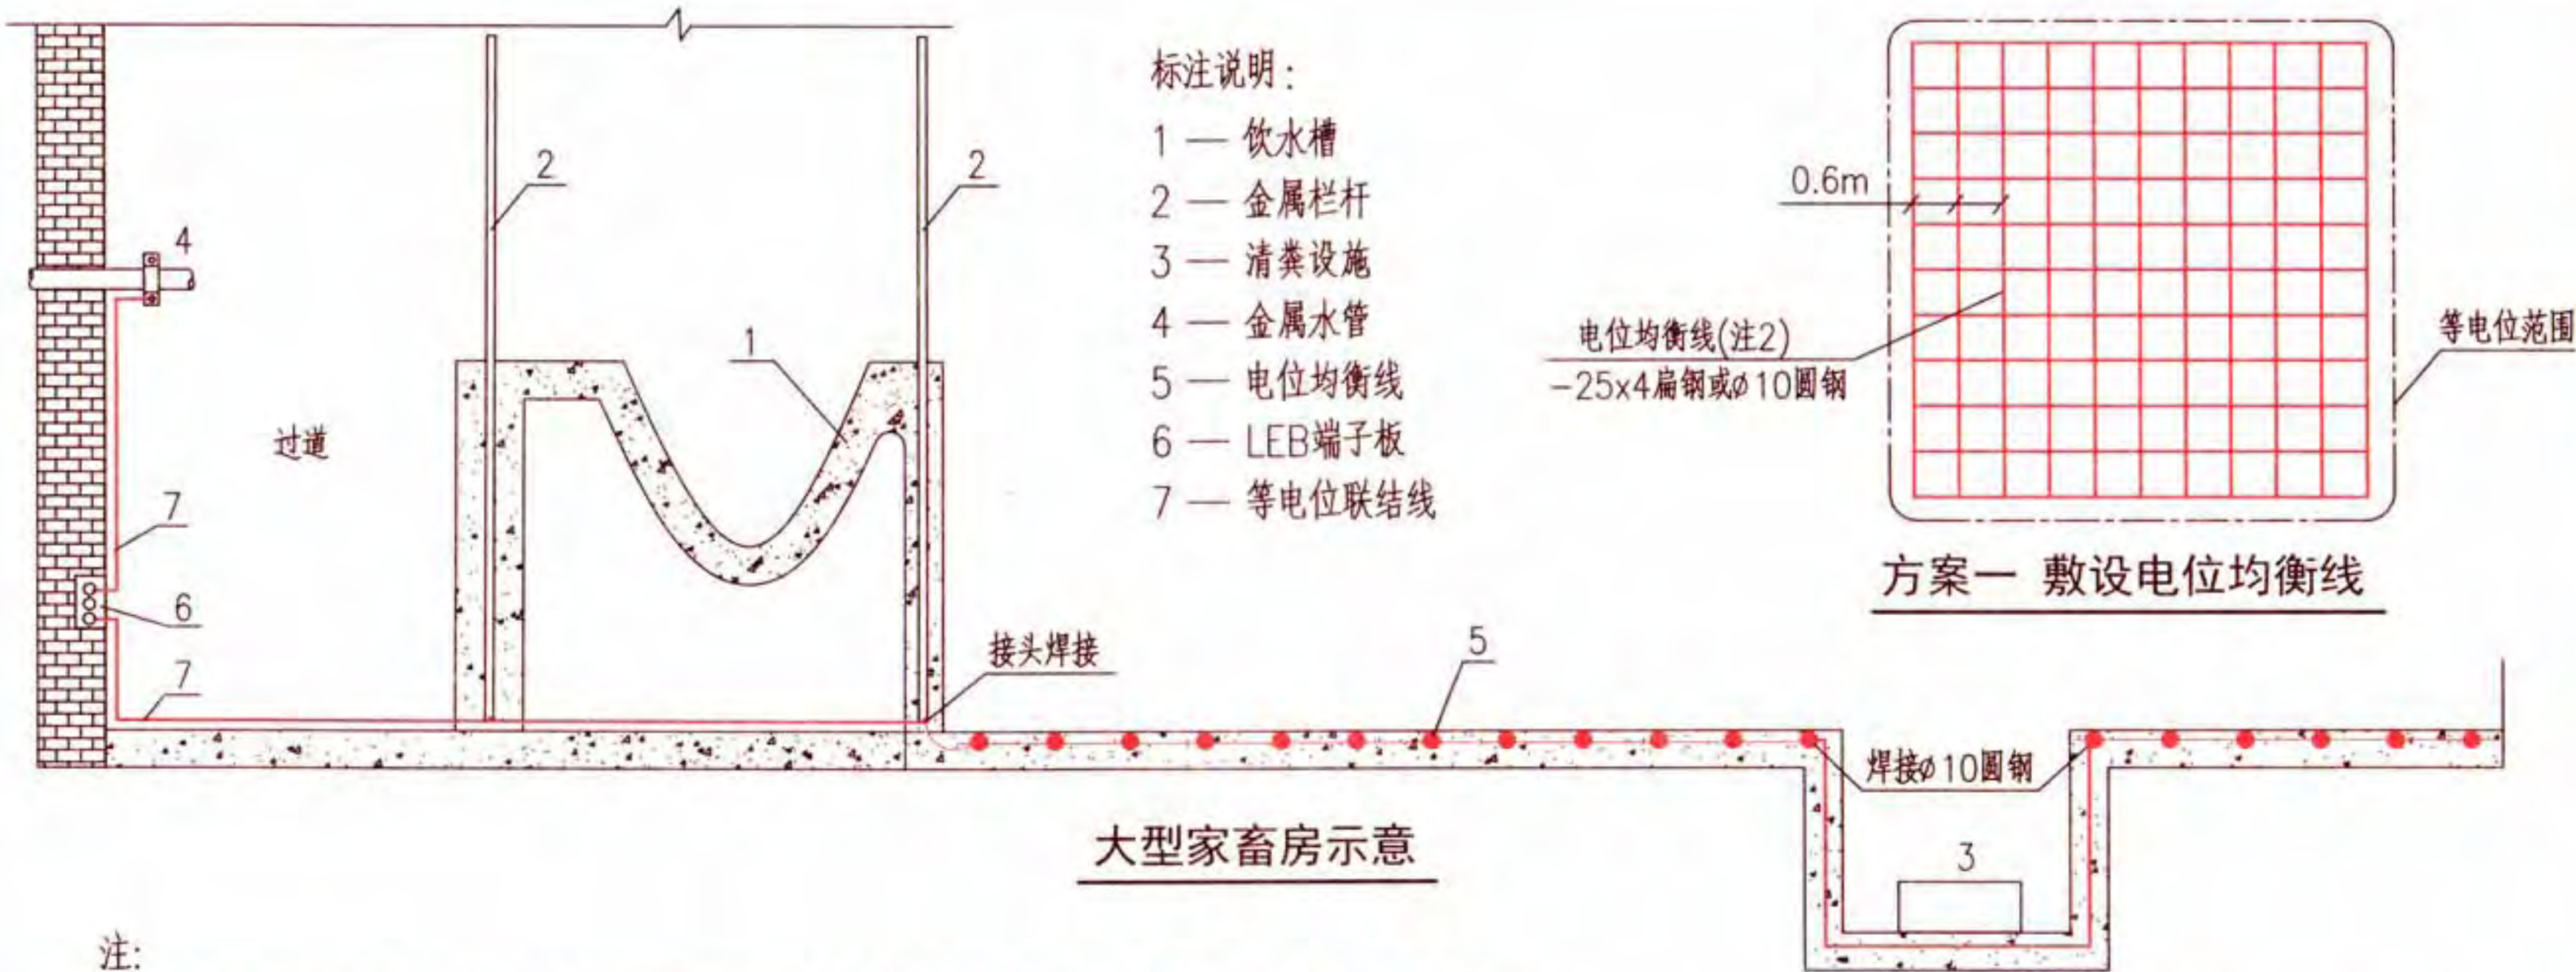 标注说明：
1 — 饮水槽
2 — 金属栏杆
3 — 清粪设施
4 — 金属水管
5 — 电位均衡线
6 — LEB端子板
7 — 等电位联结线
2
2
4
1
过道
7
6
7
接头焊接
5
焊接ø10圆钢
3
大型家畜房示意
0.6m
电位均衡线(注2)
-25x4扁钢或ø10圆钢
等电位范围
方案一 敷设电位均衡线
注: